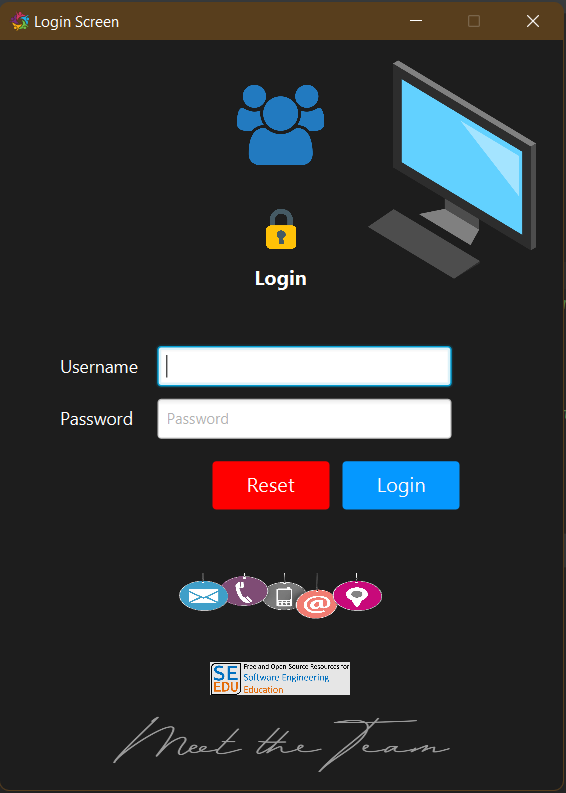 Login Screen
Login
Username
Password Password
Reset Login
@
SE EDU Free and Open Source Resources for
Software Engineering
Education
Meet the Team